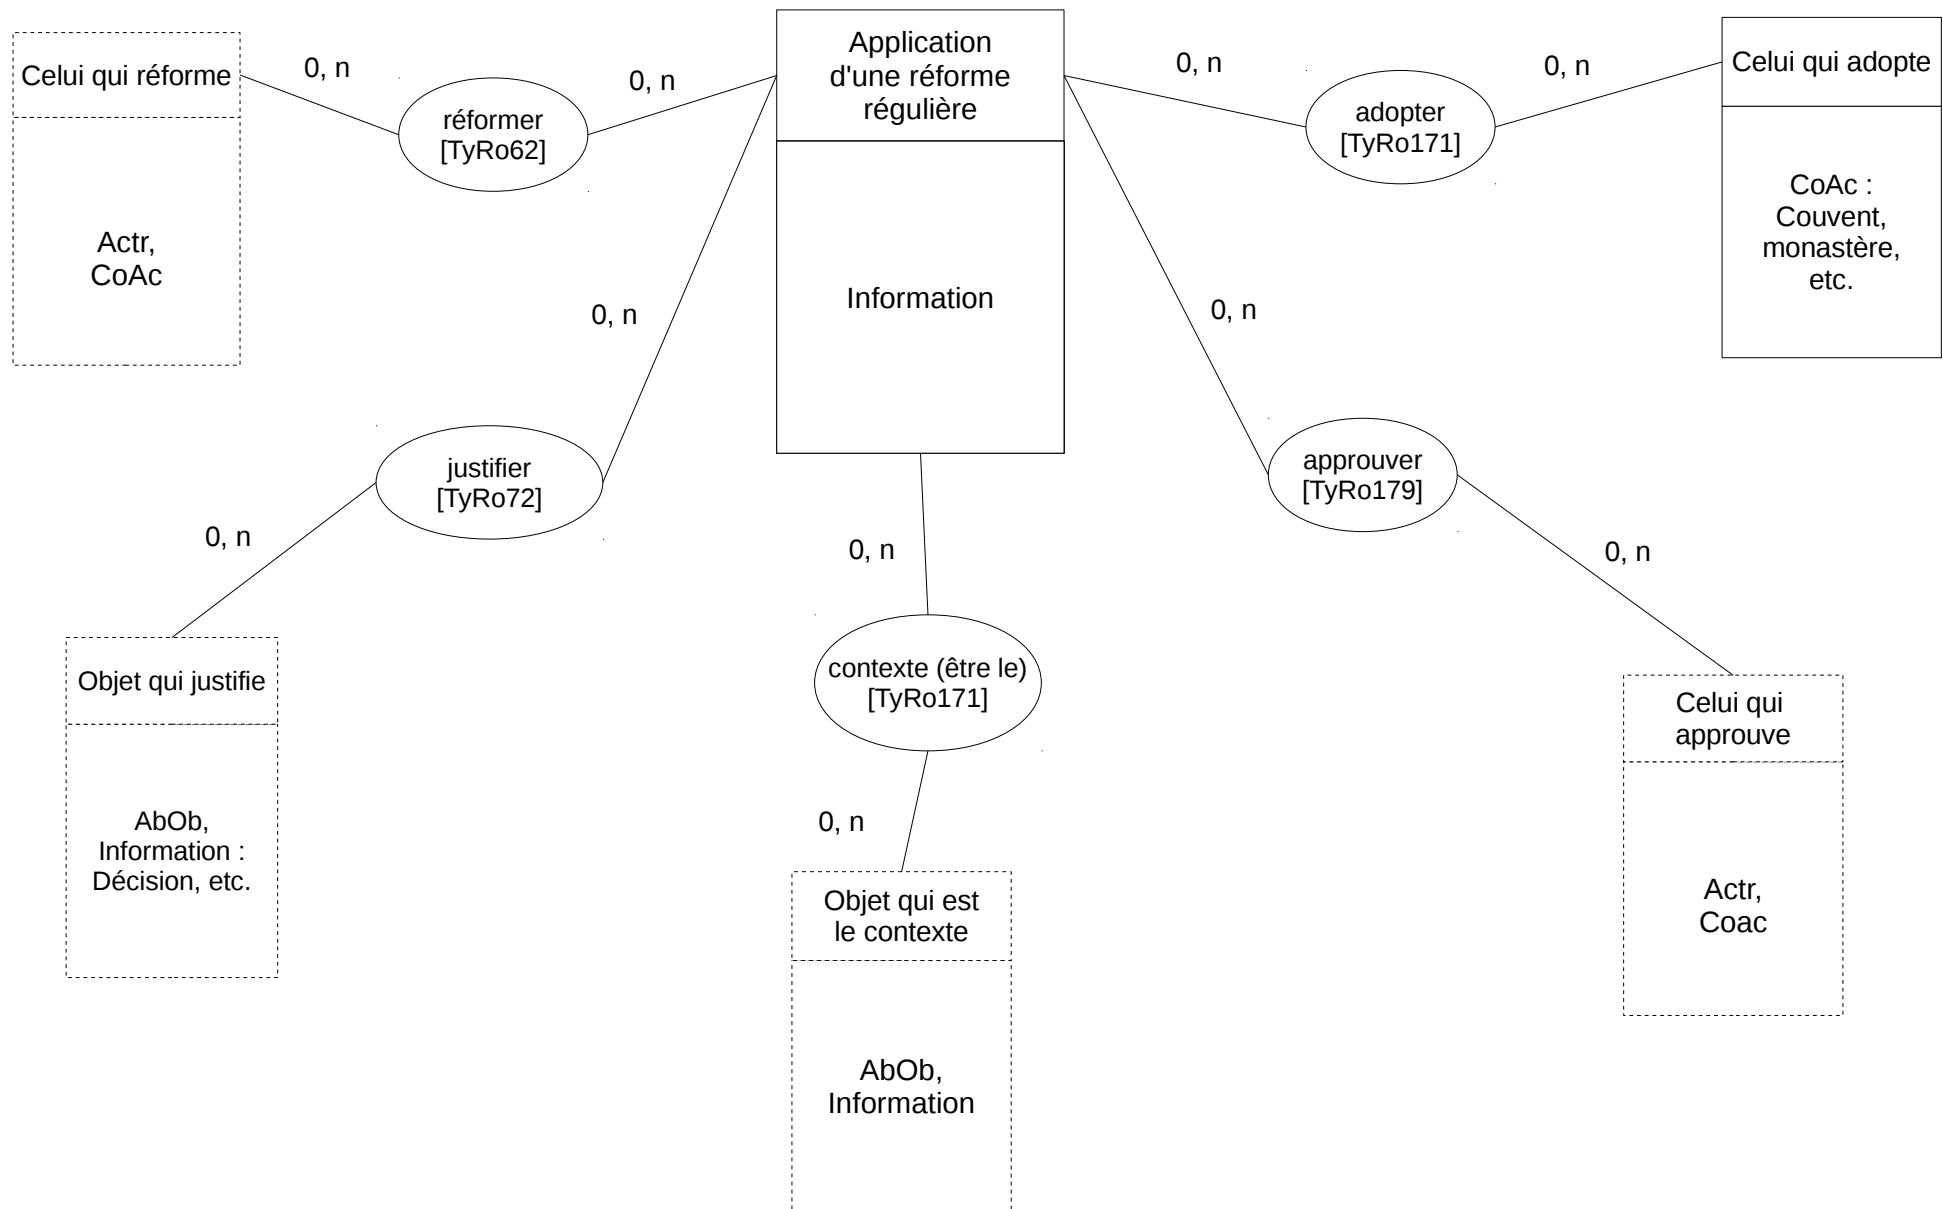 Celui qui réforme
Actr,
CoAc
0, n
réformer
[TyRo62]
0, n
Application
d'une réforme
régulière
Information
0, n
adopter
[TyRo171]
0, n
Celui qui adopte
CoAc :
Couvent,
monastère,
etc.
0, n
justifier
[TyRo72]
0, n
Objet qui justifie
AbOb,
Information :
Décision, etc.
0, n
contexte (être le)
[TyRo171]
0, n
Objet qui est
le contexte
AbOb,
Information
0, n
approuver
[TyRo179]
0, n
Celui qui
approuve
Actr,
Coac